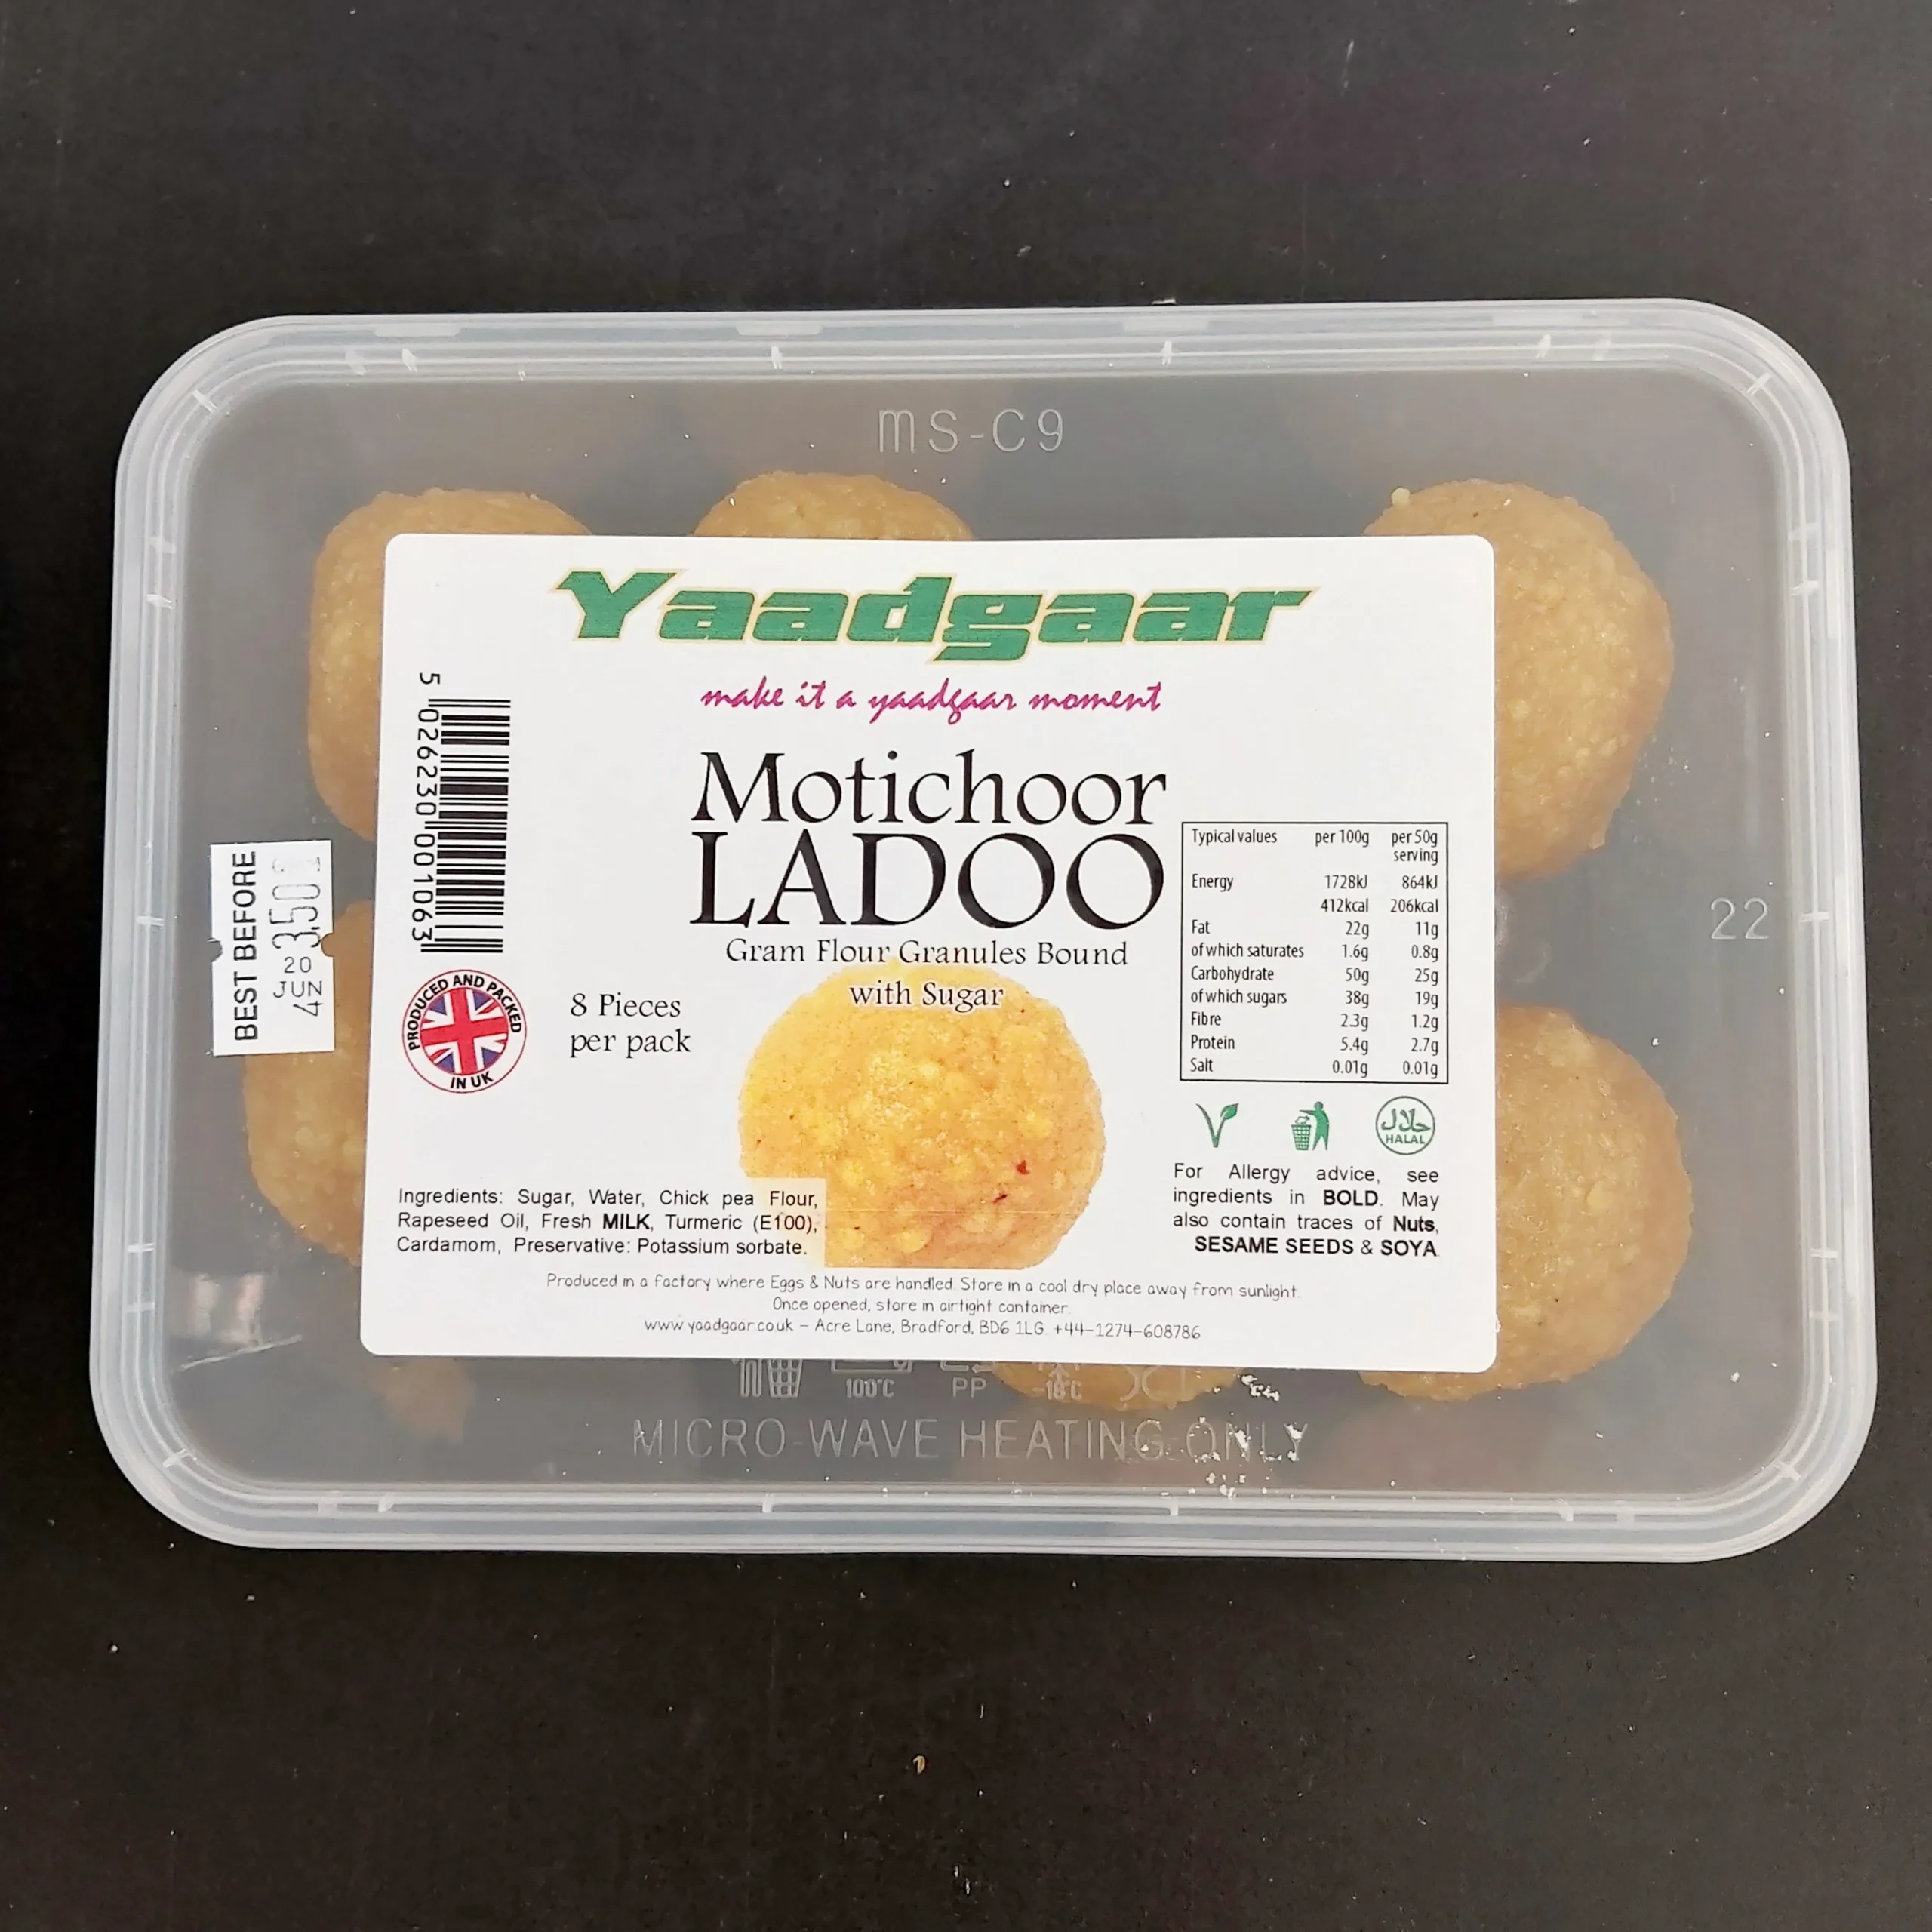 ms-C9
Yaadgaar
make it a yaadgaar moment
Motichoor
LADOO
Gram Flour Granules Bound
with Sugar
8 Pieces
per pack
5 026230 001063
PRODUCED AND PACKED
IN UK
BEST BEFORE
3.50
20
JUN
Typical values per 100g per 50g
serving
Energy 1728kJ 864kJ
412kcal 206kcal
Fat 22g 11g
of which saturates 1.6g 0.8g
Carbohydrate 50g 25g
of which sugars 38g 19g
Fibre 2.3g 1.2g
Protein 5.4g 2.7g
Salt 0.01g 0.01g
حلال
HALAL
Ingredients: Sugar, Water, Chick pea Flour,
Rapeseed Oil, Fresh MILK, Turmeric (E100),
Cardamom, Preservative: Potassium sorbate.
For Allergy advice, see
ingredients in BOLD. May
also contain traces of Nuts,
SESAME SEEDS & SOYA
Produced in a factory where Eggs & Nuts are handled. Store in a cool dry place away from sunlight.
Once opened, store in airtight container.
www.yaadgaar.co.uk - Acre Lane, Bradford, BD6 1LG. +44-1274-608786
22
100°C PP -18°C
MICRO-WAVE HEATING ONLY